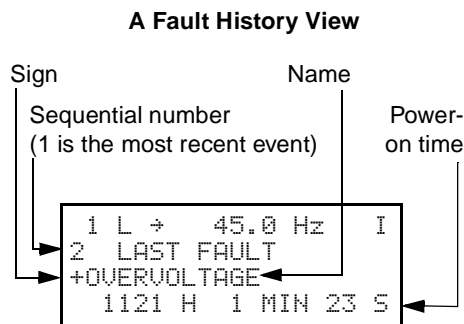 A Fault History View
Sign
Name
Sequential number
(1 is the most recent event)
Power-
on time
1 L → 45.0 Hz I
2 LAST FAULT
+OVERVOLTAGE
1121 H 1 MIN 23 S